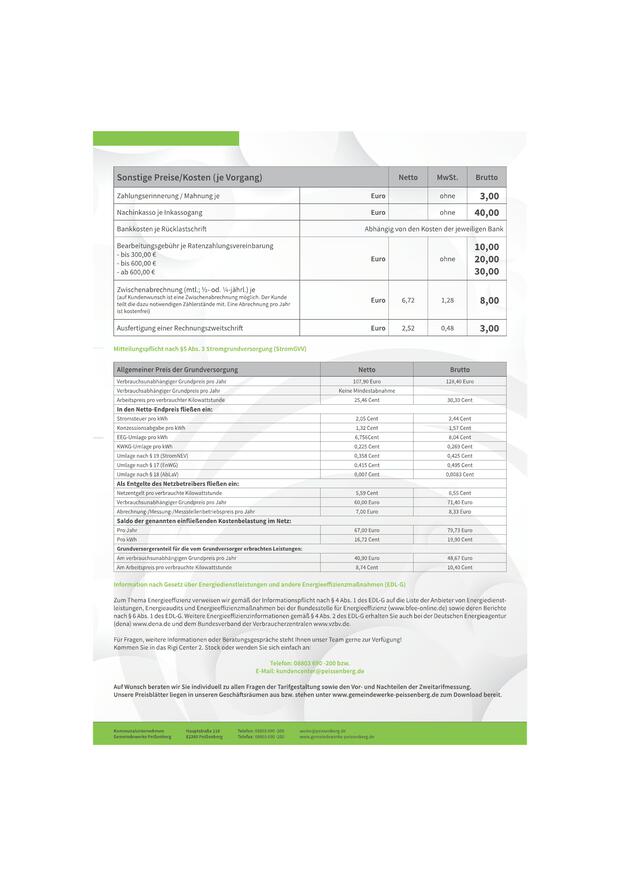 Sonstige Preise/Kosten (je Vorgang) Netto MwSt. Brutto
Zahlungserinnerung / Mahnung je Euro ohne 3,00
Nachinkasso je Inkassogang Euro ohne 40,00
Bankkosten je Rücklastschrift Abhängig von den Kosten der jeweiligen Bank
Bearbeitungsgebühr je Ratenzahlungsvereinbarung
- bis 300,00 € 10,00
- bis 600,00 € Euro ohne 20,00
- ab 600,00 € 30,00
Zwischenabrechnung (mtl.; ½- od. ¼-jährl.) je
(auf Kundenwunsch ist eine Zwischenabrechnung möglich. Der Kunde
teilt die dazu notwendigen Zählerstände mit. Eine Abrechnung pro Jahr
ist kostenfrei) Euro 6,72 1,28 8,00
Ausfertigung einer Rechnungszweitschrift Euro 2,52 0,48 3,00
Mitteilungspflicht nach §5 Abs. 3 Stromgrundversorgung (StromGVV)
Allgemeiner Preis der Grundversorgung Netto Brutto
Verbrauchsunabhängiger Grundpreis pro Jahr 107,90 Euro 128,40 Euro
Verbrauchsabhängiger Grundpreis pro Jahr Keine Mindestabnahme
Arbeitspreis pro verbrauchter Kilowattstunde 25,46 Cent 30,30 Cent
In den Netto-Endpreis fließen ein:
Stromsteuer pro kWh 2,05 Cent 2,44 Cent
Konzessionsabgabe pro kWh 1,32 Cent 1,57 Cent
EEG-Umlage pro kWh 6,756Cent 8,04 Cent
KWKG-Umlage pro kWh 0,226 Cent 0,269 Cent
Umlage nach § 19 (StromNEV) 0,358 Cent 0,425 Cent
Umlage nach § 17 (EnWG) 0,415 Cent 0,495 Cent
Umlage nach § 18 (AbLaV) 0,007 Cent 0,0083 Cent
Als Entgelte des Netzbetreibers fließen ein:
Netzentgelt pro verbrauchte Kilowattstunde 5,59 Cent 6,55 Cent
Verbrauchsunabhängiger Grundpreis pro Jahr 60,00 Euro 71,40 Euro
Abrechnung-/Messung-/Messstellenbetriebspreis pro Jahr 7,00 Euro 8,33 Euro
Saldo der genannten einfließenden Kostenbelastung im Netz:
Pro Jahr 67,00 Euro 79,73 Euro
Pro kWh 16,72 Cent 19,90 Cent
Grundversorgeranteil für die vom Grundversorger erbrachten Leistungen:
Am verbrauchsunabhängigen Grundpreis pro Jahr 40,90 Euro 48,67 Euro
Am Arbeitspreis pro verbrauchte Kilowattstunde 8,74 Cent 10,40 Cent
Information nach Gesetz über Energiedienstleistungen und andere Energieeffizienzmaßnahmen (EDL-G)
Zum Thema Energieeffizienz verweisen wir gemäß der Informationspflicht nach § 4 Abs. 1 des EDL-G auf die Liste der Anbieter von Energiedienst-
leistungen, Energieaudits und Energieeffizienzmaßnahmen bei der Bundesstelle für Energieeffizienz (www.bfee-online.de) sowie deren Berichte
nach § 6 Abs. 1 des EDL-G. Weitere Energieeffizienzinformationen gemäß § 4 Abs. 2 des EDL-G erhalten Sie auch bei der Deutschen Energieagentur
(dena) www.dena.de und dem Bundesverband der Verbraucherzentralen www.vzbv.de.
Für Fragen, weitere Informationen oder Beratungsgespräche steht Ihnen unser Team gerne zur Verfügung!
Kommen Sie in das Rigi Center 2. Stock oder wenden Sie sich einfach an:
Telefon: 08803 690 -200 bzw.
E-Mail: kundencenter@peissenberg.de
Auf Wunsch beraten wir Sie individuell zu allen Fragen der Tarifgestaltung sowie den Vor- und Nachteilen der Zweitarifmessung.
Unsere Preisblätter liegen in unseren Geschäftsräumen aus bzw. stehen unter www.gemeindewerke-peissenberg.de zum Download bereit.
Kommunalunternehmen Hauptstraße 116 Telefon: 08803 690 -200 werke@peissenberg.de
Gemeindewerke Peißenberg 82380 Peißenberg Telefax: 08803 690 -260 www.gemeindewerke-peissenberg.de